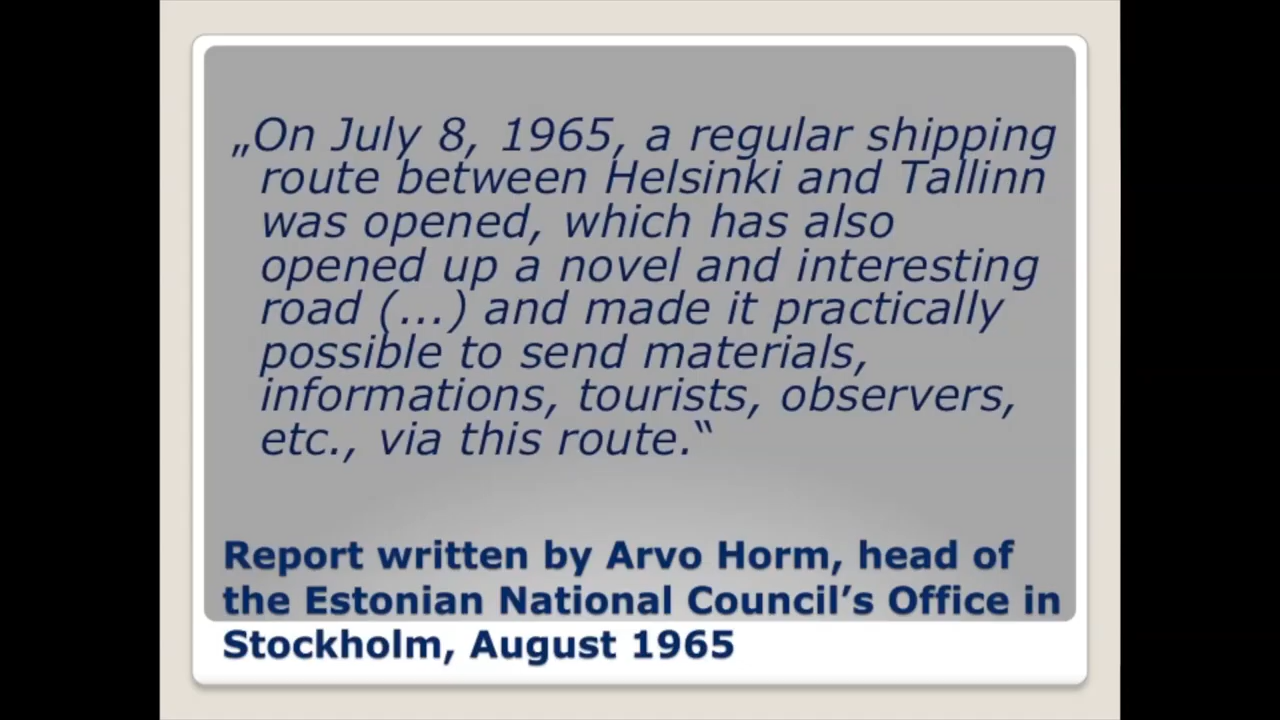 „On July 8, 1965, a regular shipping
route between Helsinki and Tallinn
was opened, which has also
opened up a novel and interesting
road (...) and made it practically
possible to send materials,
informations, tourists, observers,
etc., via this route.“
Report written by Arvo Horm, head of
the Estonian National Council’s Office in
Stockholm, August 1965